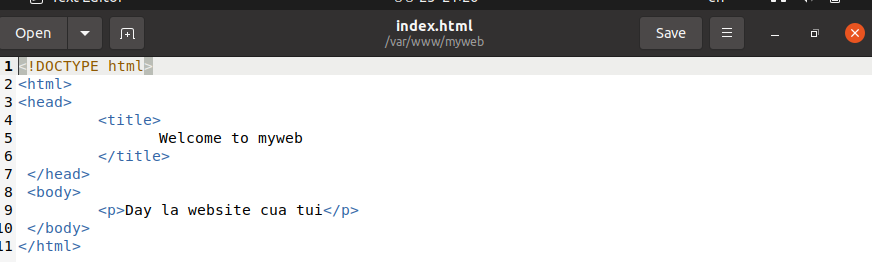 Open
index.html
/var/www/myweb
Save
1 <!DOCTYPE html>
2 <html>
3 <head>
4 <title>
5 Welcome to myweb
6 </title>
7 </head>
8 <body>
9 <p>Day la website cua tui</p>
10 </body>
11 </html>